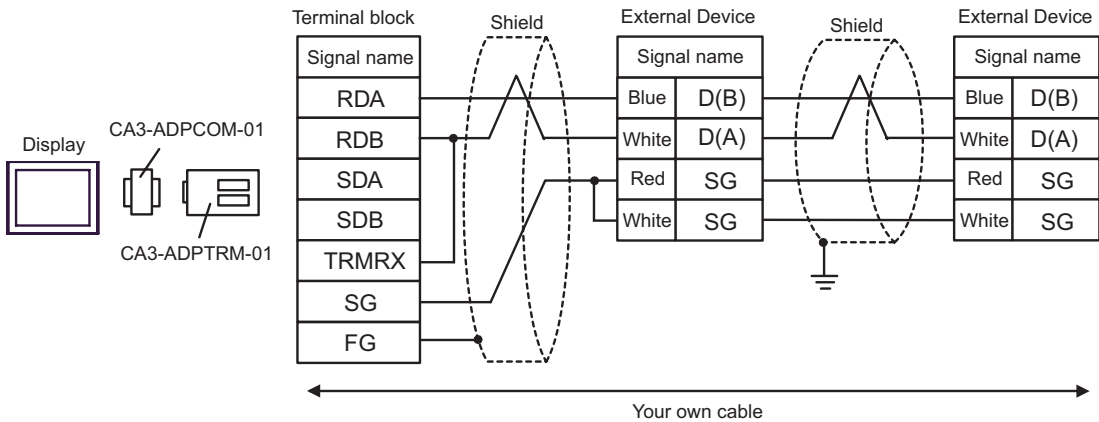 Terminal block
Shield
External Device
Shield
External Device
Signal name
Signal name
Signal name
RDA
Blue D(B)
Blue D(B)
CA3-ADPCOM-01
Display
RDB
White D(A)
White D(A)
SDA
Red SG
Red SG
SDB
White SG
White SG
CA3-ADPTRM-01
TRMRX
SG
FG
Your own cable